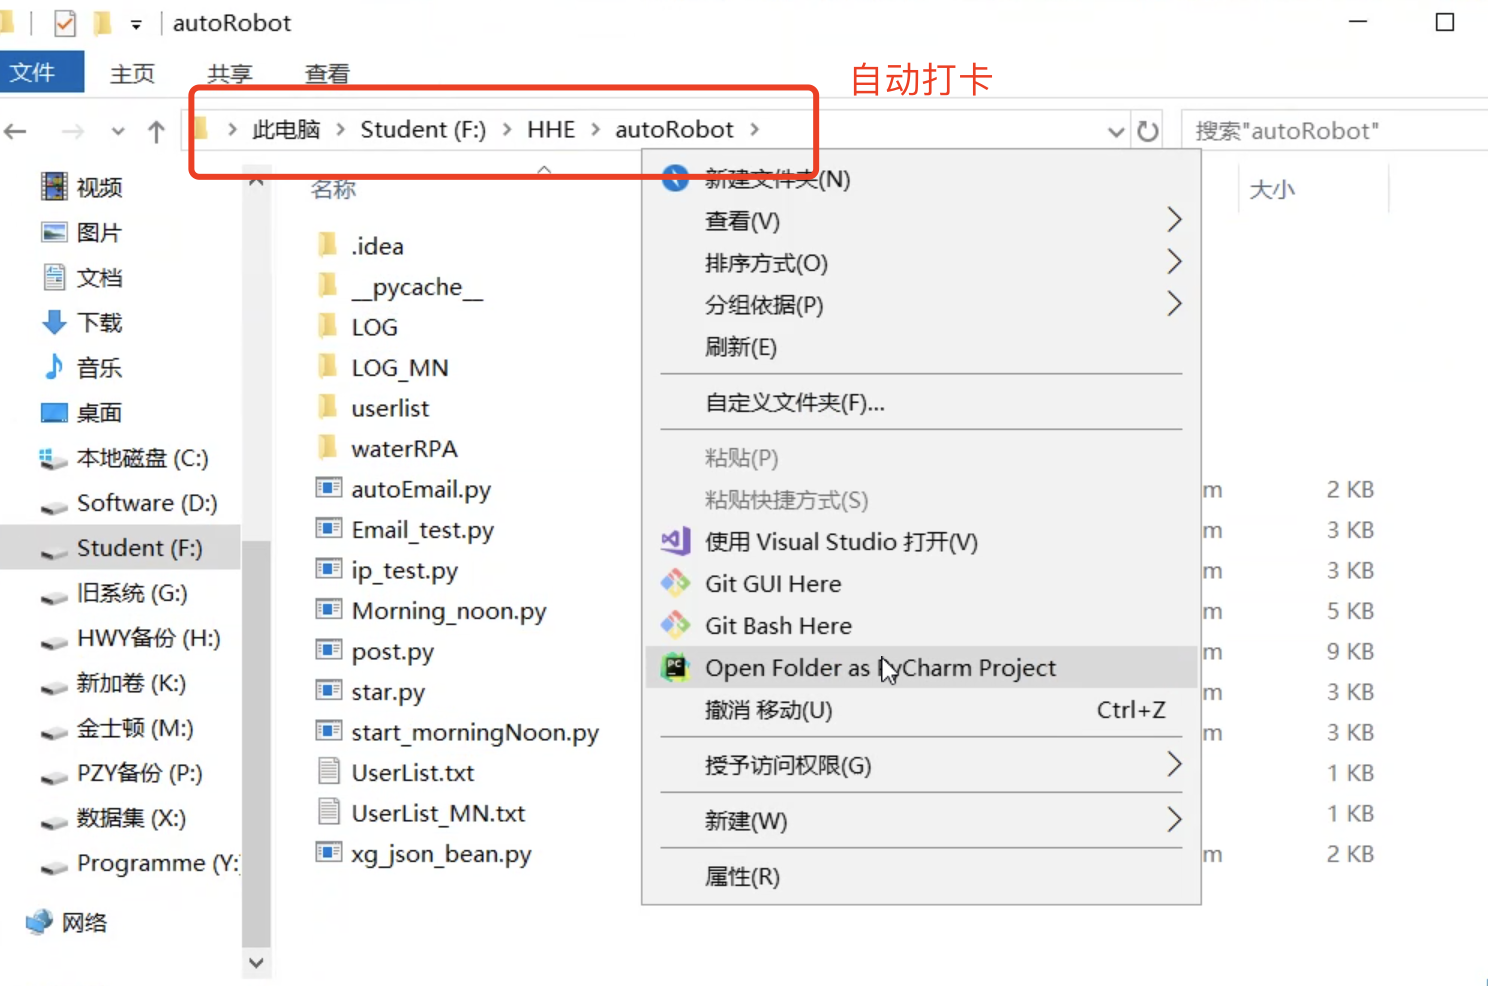 autoRobot
文件 主页 共享 查看
自动打卡
此电脑 Student (F:) HHE autoRobot
搜索"autoRobot"
视频
图片
文档
下载
音乐
桌面
本地磁盘 (C:)
Software (D:)
Student (F:)
旧系统 (G:)
HWY备份 (H:)
新加卷 (K:)
金士顿 (M:)
PZY备份 (P:)
数据集 (X:)
Programme (Y:
网络
名称
大小
.idea
__pycache__
LOG
LOG_MN
userlist
waterRPA
autoEmail.py
Email_test.py
ip_test.py
Morning_noon.py
post.py
star.py
start_morningNoon.py
UserList.txt
UserList_MN.txt
xg_json_bean.py
新建文件夹(N)
查看(V)
排序方式(O)
分组依据(P)
刷新(E)
自定义文件夹(F)...
粘贴(P)
粘贴快捷方式(S)
使用 Visual Studio 打开(V)
Git GUI Here
Git Bash Here
PC Open Folder as PyCharm Project
撤消 移动(U) Ctrl+Z
授予访问权限(G)
新建(W)
属性(R)
m 2 KB
m 3 KB
m 3 KB
m 5 KB
m 9 KB
m 3 KB
m 3 KB
1 KB
1 KB
m 2 KB